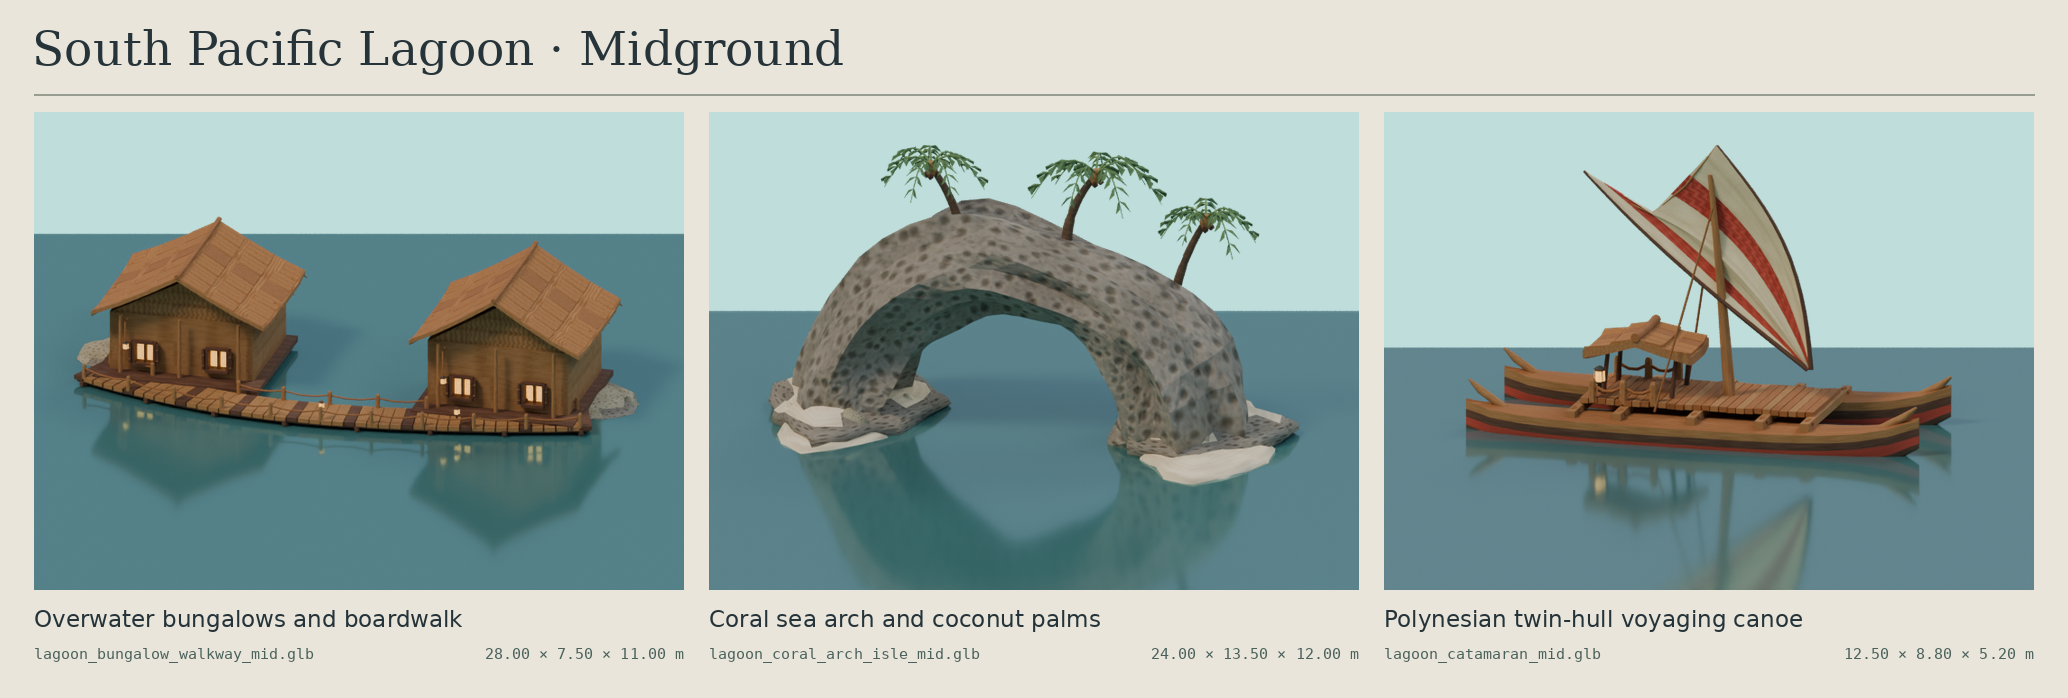 South Pacific Lagoon · Midground
Overwater bungalows and boardwalk
lagoon_bungalow_walkway_mid.glb 28.00 × 7.50 × 11.00 m
Coral sea arch and coconut palms
lagoon_coral_arch_isle_mid.glb 24.00 × 13.50 × 12.00 m
Polynesian twin-hull voyaging canoe
lagoon_catamaran_mid.glb 12.50 × 8.80 × 5.20 m